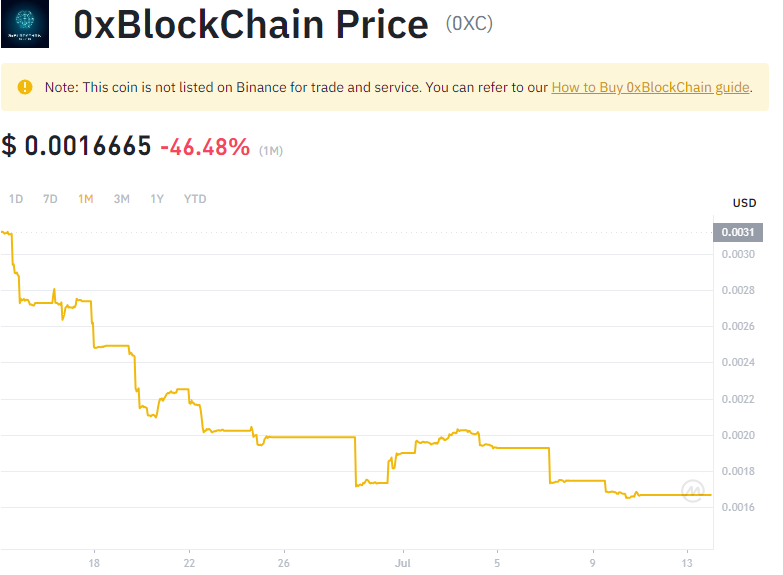 0xBlockChain Price (0XC)
Note: This coin is not listed on Binance for trade and service. You can refer to our How to Buy 0xBlockChain guide.
$ 0.0016665 -46.48% (1M)
1D 7D 1M 3M 1Y YTD
USD
0.0031
0.0030
0.0028
0.0026
0.0024
0.0022
0.0020
0.0018
0.0016
18 22 26 Jul 5 9 13